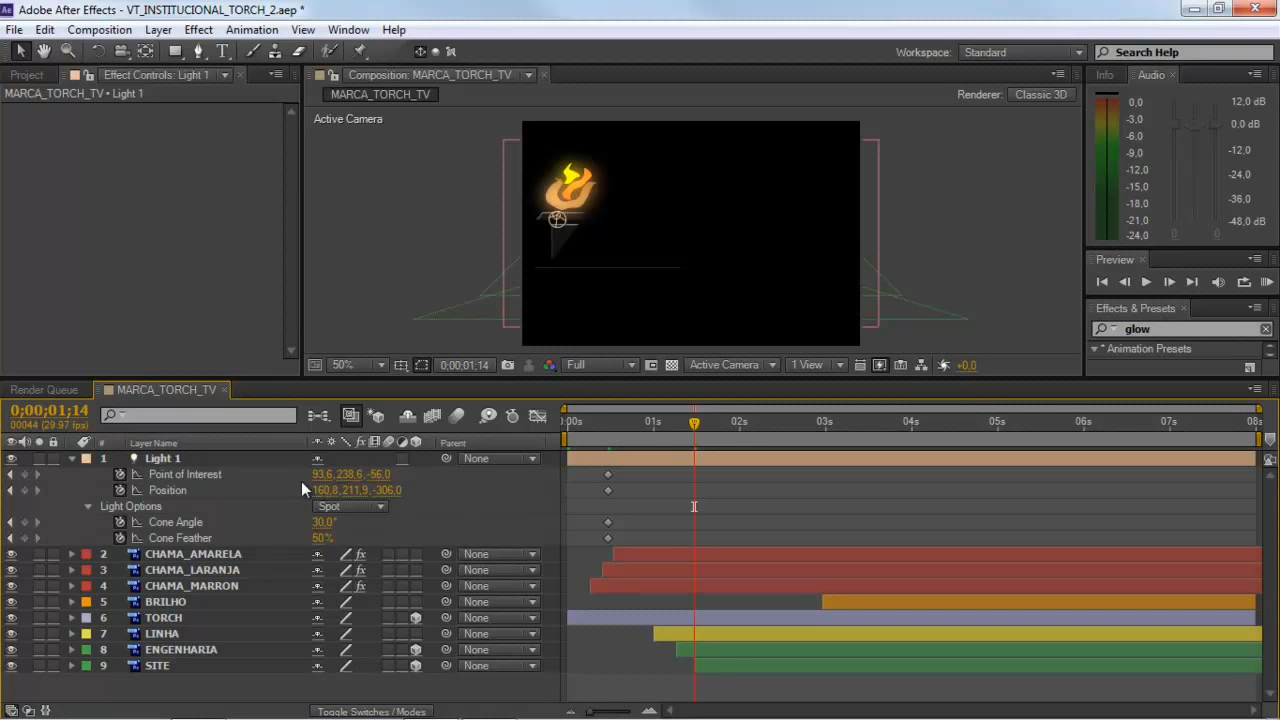 Adobe After Effects - VT_INSTITUCIONAL_TORCH_2.aep *
File Edit Composition Layer Effect Animation View Window Help
Workspace: Standard Search Help
Project Effect Controls: Light 1 Composition: MARCA_TORCH_TV Info Audio
MARCA_TORCH_TV • Light 1 MARCA_TORCH_TV Renderer: Classic 3D
Active Camera
0,0 12,0 dB
-3,0 0.0 dB
-6,0
-9,0 -12,0
-12,0
-15,0 -24,0
-18,0 -36,0
-21,0 -48,0 dB
-24,0
Preview
Effects & Presets
glow
Animation Presets
50% 0;00;01;14 Full Active Camera 1 View +0,0
Render Queue MARCA_TORCH_TV
0;00;01;14
00044 (29.97 fps)
:00s 01s 02s 03s 04s 05s 06s 07s 08s
# Layer Name fx Parent
1 Light 1 None
Point of Interest 93,6,238,6,-56,0
Position 160,8,211,9,-306,0
Light Options Spot
Cone Angle 30,0°
Cone Feather 50%
2 CHAMA_AMARELA fx None
3 CHAMA_LARANJA fx None
4 CHAMA_MARRON fx None
5 BRILHO None
6 TORCH None
7 LINHA None
8 ENGENHARIA None
9 SITE None
Toggle Switches / Modes